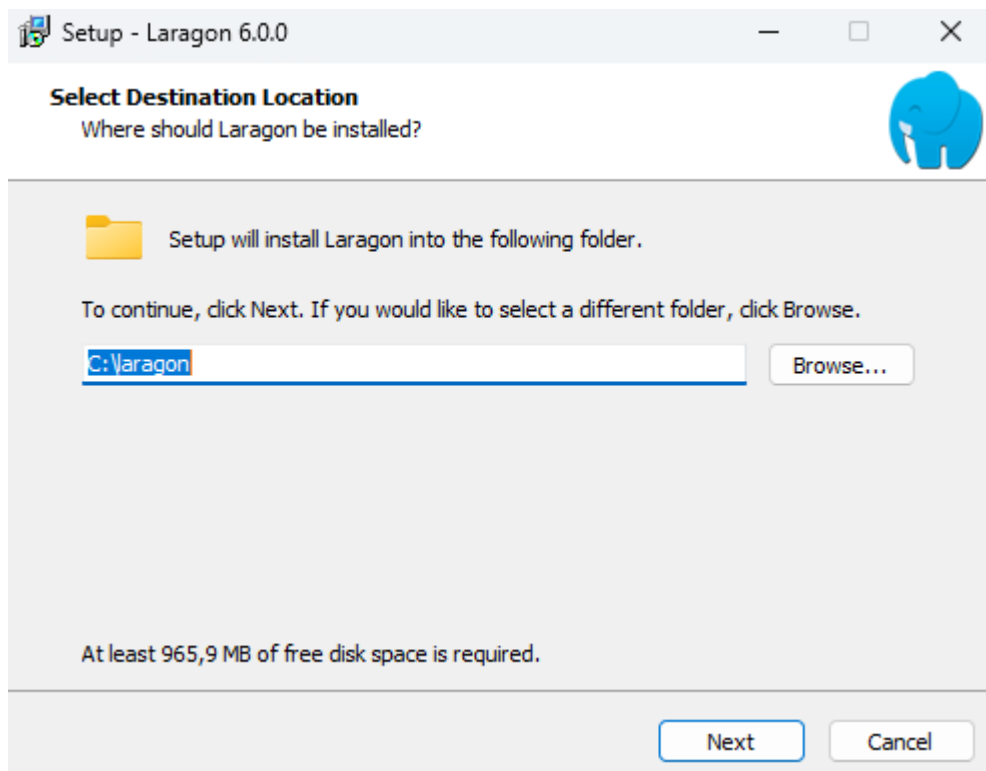 Setup - Laragon 6.0.0
Select Destination Location
Where should Laragon be installed?
Setup will install Laragon into the following folder.
To continue, click Next. If you would like to select a different folder, click Browse.
C:\laragon
Browse...
At least 965,9 MB of free disk space is required.
Next
Cancel